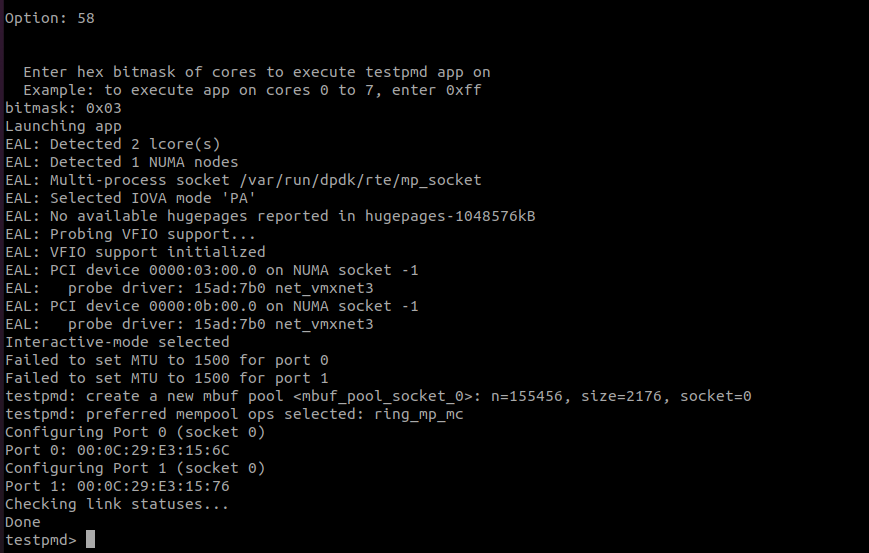 Option: 58
Enter hex bitmask of cores to execute testpmd app on
Example: to execute app on cores 0 to 7, enter 0xff
bitmask: 0x03
Launching app
EAL: Detected 2 lcore(s)
EAL: Detected 1 NUMA nodes
EAL: Multi-process socket /var/run/dpdk/rte/mp_socket
EAL: Selected IOVA mode 'PA'
EAL: No available hugepages reported in hugepages-1048576kB
EAL: Probing VFIO support...
EAL: VFIO support initialized
EAL: PCI device 0000:03:00.0 on NUMA socket -1
EAL:   probe driver: 15ad:7b0 net_vmxnet3
EAL: PCI device 0000:0b:00.0 on NUMA socket -1
EAL:   probe driver: 15ad:7b0 net_vmxnet3
Interactive-mode selected
Failed to set MTU to 1500 for port 0
Failed to set MTU to 1500 for port 1
testpmd: create a new mbuf pool <mbuf_pool_socket_0>: n=155456, size=2176, socket=0
testpmd: preferred mempool ops selected: ring_mp_mc
Configuring Port 0 (socket 0)
Port 0: 00:0C:29:E3:15:6C
Configuring Port 1 (socket 0)
Port 1: 00:0C:29:E3:15:76
Checking link statuses...
Done
testpmd>